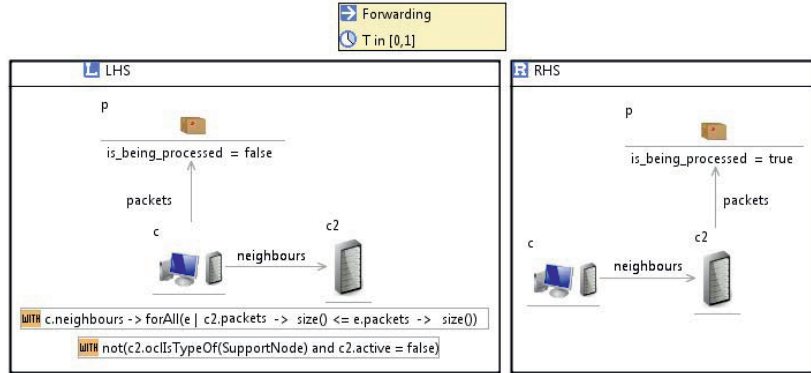 Forwarding
T in [0,1]
L LHS
p
is_being_processed = false
packets
c
c2
neighbours
WITH c.neighbours -> forAll(e | c2.packets -> size() <= e.packets -> size())
WITH not(c2.oclIsTypeOf(SupportNode) and c2.active = false)
R RHS
p
is_being_processed = true
packets
c
c2
neighbours